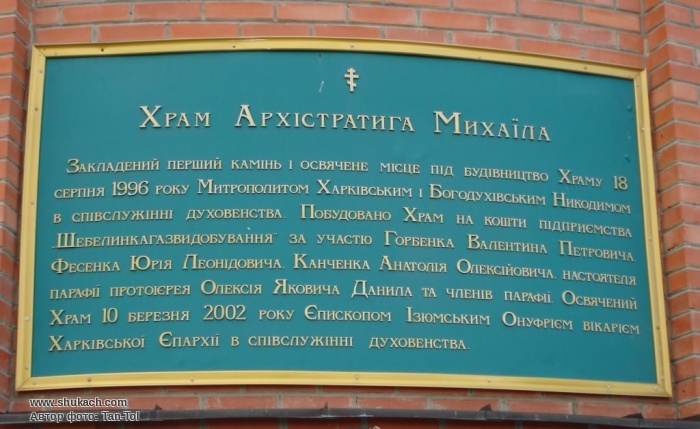 Храм Архістратига Михаїла
Закладений перший камінь і освячене місце під будівництво Храму 18
серпня 1996 року Митрополитом Харківським і Богодухівським Никодимом
в співслужінні духовенства. Побудовано Храм на кошти підприємства
„Шебелинкагазвидобування" за участю Горбенка Валентина Петровича,
Фесенка Юрія Леонідовича, Канченка Анатолія Олексійовича, настоятеля
парафії протоієрея Олексія Яковича Данила та членів парафії. Освячений
Храм 10 березня 2002 року Єпископом Ізюмським Онуфрієм вікарієм
Харківської Єпархії в співслужінні духовенства.
www.shukach.com
Автор фото: Tan-Tol